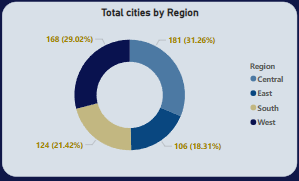 Total cities by Region
168 (29.02%)
181 (31.26%)
Region
Central
East
South
West
124 (21.42%)
106 (18.31%)